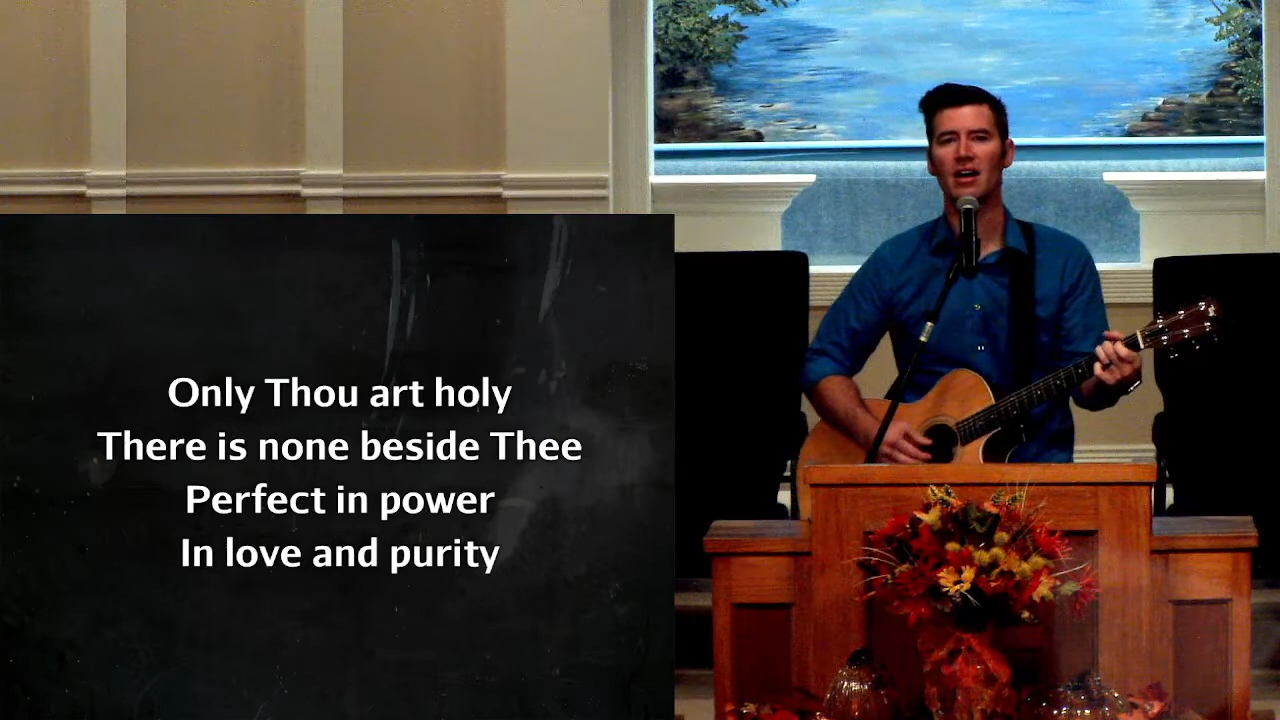 Only Thou art holy
There is none beside Thee
Perfect in power
In love and purity